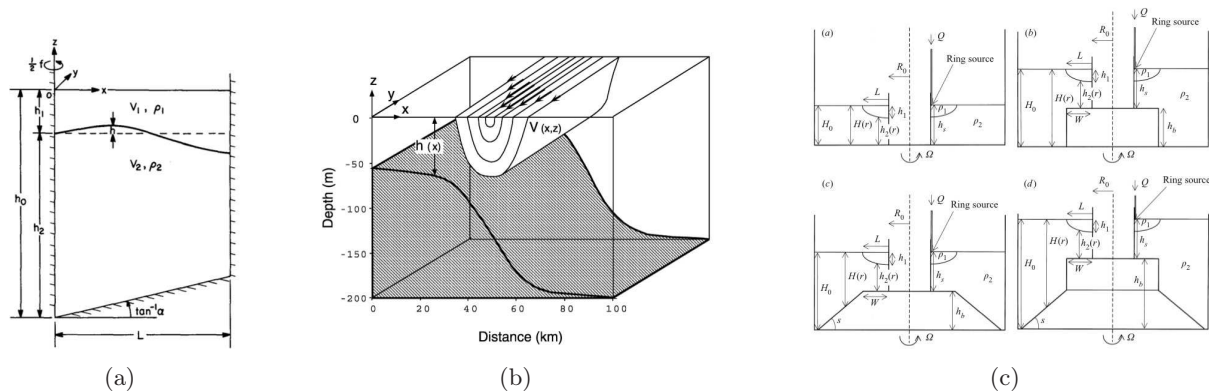 z
½ f
y
o
x
h₁
V₁, ρ₁
h
V₂, ρ₂
h₀
h₂
tan⁻¹α
L
(a)
z
y
x
0
-50
-100
-150
-200
Depth (m)
h (x)
V (x,z)
0 20 40 60 80 100
Distance (km)
(b)
(a)
Q
Ring source
R₀
L
h₁
ρ₁
H₀
H(r)
h₂(r)
hₛ
ρ₂
Ω
(b)
Q
Ring source
R₀
L
h₁
ρ₁
H₀
H(r)
h₂(r)
hₛ
ρ₂
W
h_b
Ω
(c)
Q
Ring source
R₀
L
h₁
ρ₁
H₀
H(r)
h₂(r)
hₛ
ρ₂
W
h_b
s
Ω
(d)
Q
Ring source
R₀
L
h₁
ρ₁
H₀
H(r)
h₂(r)
hₛ
ρ₂
W
h_b
s
Ω
(c)